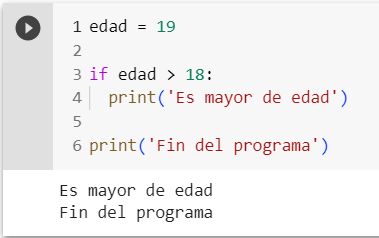 1 edad = 19
2
3 if edad > 18:
4   print('Es mayor de edad')
5
6 print('Fin del programa')
Es mayor de edad
Fin del programa